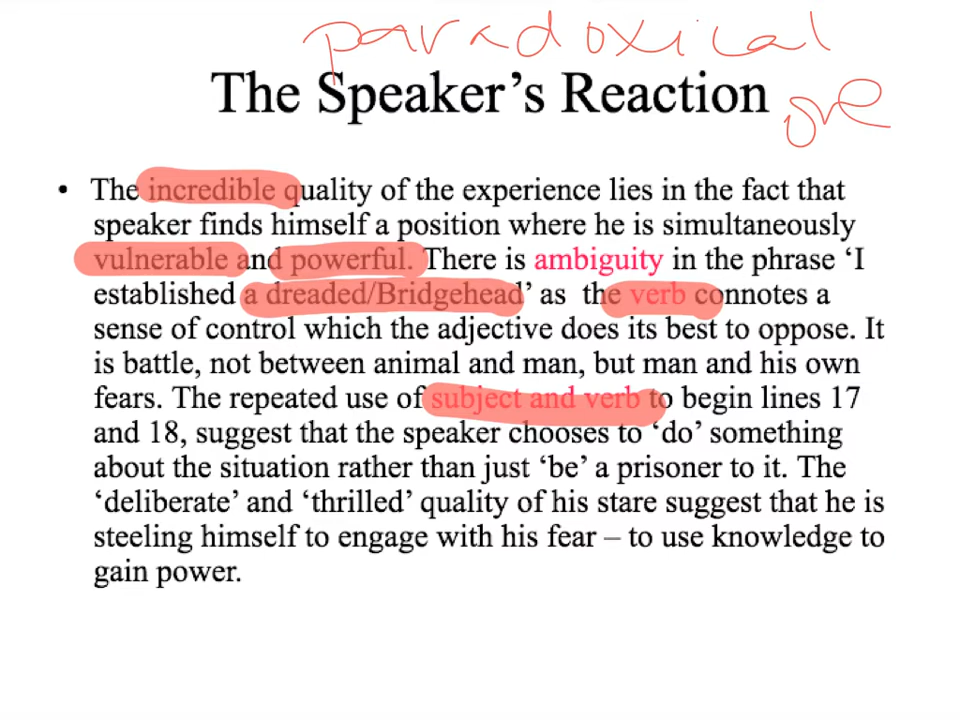 paradoxical
The Speaker's Reaction
• The incredible quality of the experience lies in the fact that
speaker finds himself a position where he is simultaneously
vulnerable and powerful. There is ambiguity in the phrase ‘I
established a dreaded/Bridgehead’ as the verb connotes a
sense of control which the adjective does its best to oppose. It
is battle, not between animal and man, but man and his own
fears. The repeated use of subject and verb to begin lines 17
and 18, suggest that the speaker chooses to ‘do’ something
about the situation rather than just ‘be’ a prisoner to it. The
‘deliberate’ and ‘thrilled’ quality of his stare suggest that he is
steeling himself to engage with his fear – to use knowledge to
gain power.